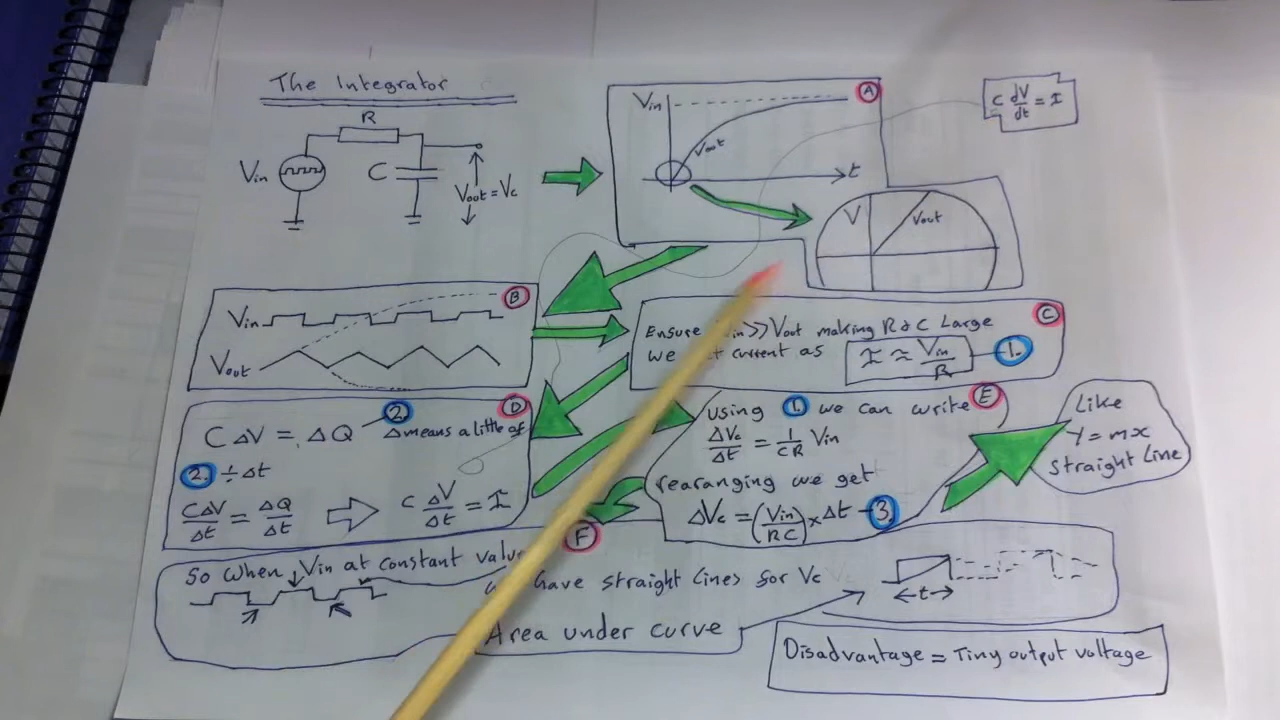 The Integrator
R
Vin
C
Vout = Vc
Vin
A
Vout
t
C dV/dt = I
V
Vout
B
Vin
Vout
C
Ensure Vin >> Vout making R & C Large
we get current as I ≈ Vin/R 1.
D
C ΔV = ΔQ 2. Δ means a little of
2. ÷ Δt
CΔV/Δt = ΔQ/Δt ⇒ C ΔV/Δt = I
E
using 1. we can write
ΔVc/Δt = 1/CR Vin
rearanging we get
ΔVc = (Vin/RC) × Δt 3.
Like
Y = mx
straight Line
F
So when Vin at constant value
have straight lines for Vc
Area under curve
t
Disadvantage = Tiny output voltage